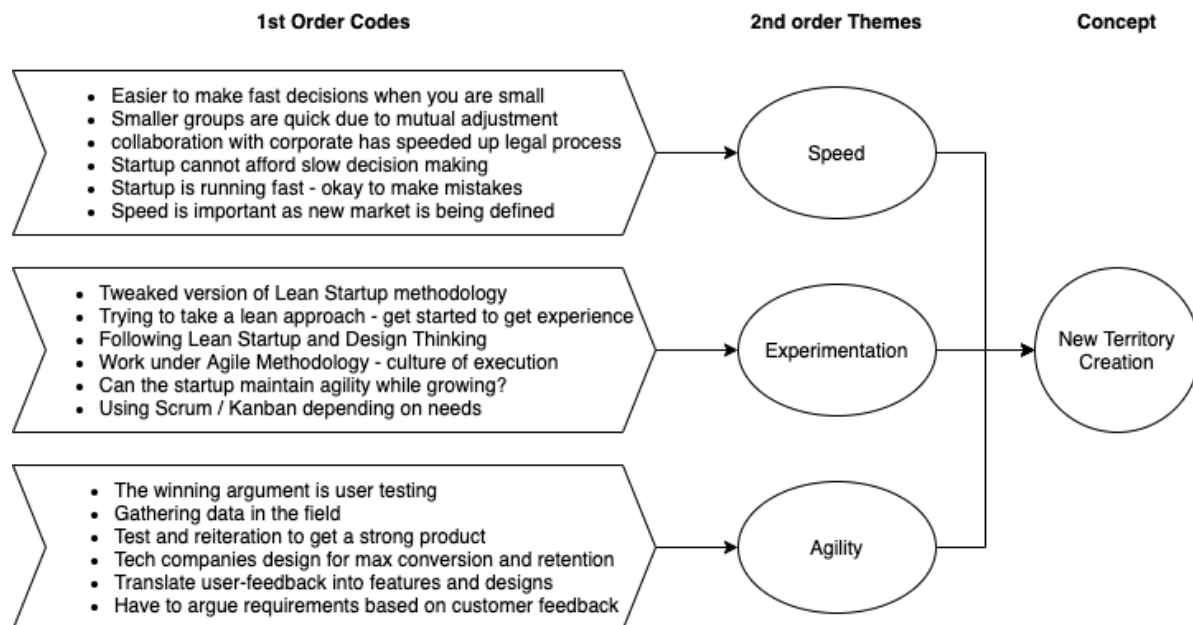 1st Order Codes
2nd order Themes
Concept
Easier to make fast decisions when you are small
Smaller groups are quick due to mutual adjustment
collaboration with corporate has speeded up legal process
Startup cannot afford slow decision making
Startup is running fast - okay to make mistakes
Speed is important as new market is being defined
Speed
Tweaked version of Lean Startup methodology
Trying to take a lean approach - get started to get experience
Following Lean Startup and Design Thinking
Work under Agile Methodology - culture of execution
Can the startup maintain agility while growing?
Using Scrum / Kanban depending on needs
Experimentation
New Territory
Creation
The winning argument is user testing
Gathering data in the field
Test and reiteration to get a strong product
Tech companies design for max conversion and retention
Translate user-feedback into features and designs
Have to argue requirements based on customer feedback
Agility